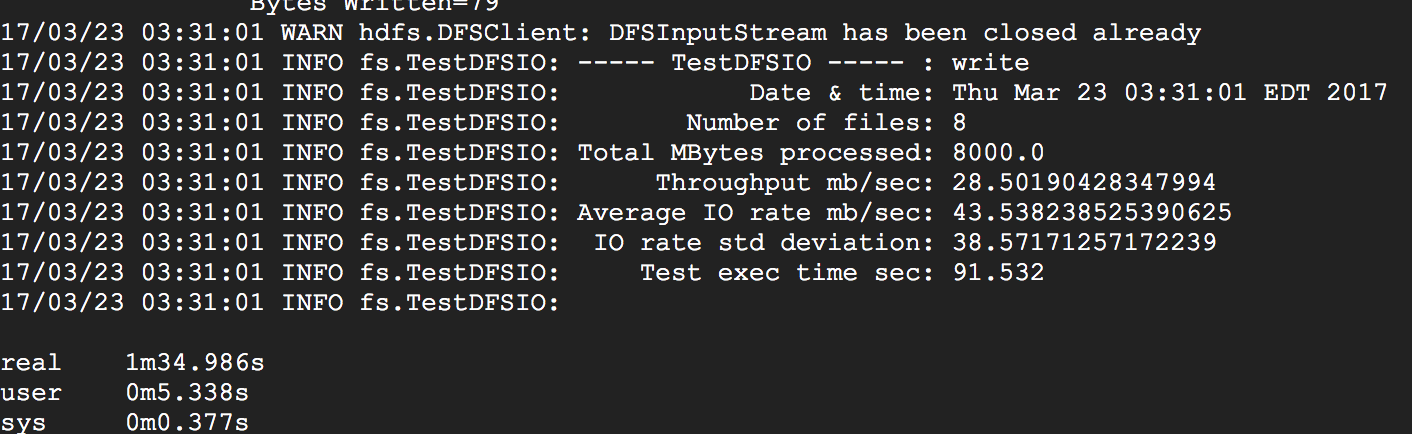 Bytes Written=79
17/03/23 03:31:01 WARN hdfs.DFSClient: DFSInputStream has been closed already
17/03/23 03:31:01 INFO fs.TestDFSIO: ----- TestDFSIO ----- : write
17/03/23 03:31:01 INFO fs.TestDFSIO:            Date & time: Thu Mar 23 03:31:01 EDT 2017
17/03/23 03:31:01 INFO fs.TestDFSIO:        Number of files: 8
17/03/23 03:31:01 INFO fs.TestDFSIO: Total MBytes processed: 8000.0
17/03/23 03:31:01 INFO fs.TestDFSIO:      Throughput mb/sec: 28.50190428347994
17/03/23 03:31:01 INFO fs.TestDFSIO: Average IO rate mb/sec: 43.538238525390625
17/03/23 03:31:01 INFO fs.TestDFSIO:  IO rate std deviation: 38.57171257172239
17/03/23 03:31:01 INFO fs.TestDFSIO:     Test exec time sec: 91.532
17/03/23 03:31:01 INFO fs.TestDFSIO:
real    1m34.986s
user    0m5.338s
sys     0m0.377s